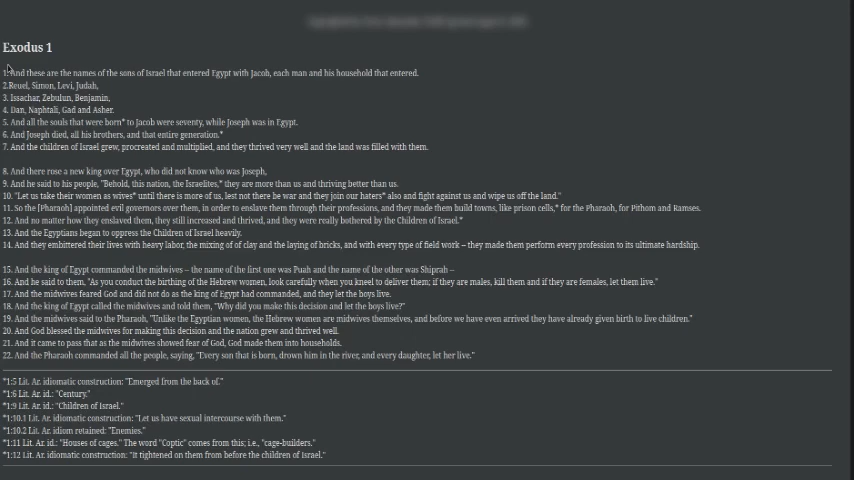 Exodus 1
1. And these are the names of the sons of Israel that entered Egypt with Jacob, each man and his household that entered.
2.Reuel, Simon, Levi, Judah,
3. Issachar, Zebulun, Benjamin,
4. Dan, Naphtali, Gad and Asher.
5. And all the souls that were born* to Jacob were seventy, while Joseph was in Egypt.
6. And Joseph died, all his brothers, and that entire generation.*
7. And the children of Israel grew, procreated and multiplied, and they thrived very well and the land was filled with them.
8. And there rose a new king over Egypt, who did not know who was Joseph,
9. And he said to his people, "Behold, this nation, the Israelites,* they are more than us and thriving better than us.
10. "Let us take their women as wives* until there is more of us, lest not there be war and they join our haters* also and fight against us and wipe us off the land."
11. So the [Pharaoh] appointed evil governors over them, in order to enslave them through their professions, and they made them build towns, like prison cells,* for the Pharaoh, for Pithom and Ramses.
12. And no matter how they enslaved them, they still increased and thrived, and they were really bothered by the Children of Israel.*
13. And the Egyptians began to oppress the Children of Israel heavily.
14. And they embittered their lives with heavy labor, the mixing of of clay and the laying of bricks, and with every type of field work – they made them perform every profession to its ultimate hardship.
15. And the king of Egypt commanded the midwives – the name of the first one was Puah and the name of the other was Shiprah –
16. And he said to them, "As you conduct the birthing of the Hebrew women, look carefully when you kneel to deliver them; if they are males, kill them and if they are females, let them live."
17. And the midwives feared God and did not do as the king of Egypt had commanded, and they let the boys live.
18. And the king of Egypt called the midwives and told them, "Why did you make this decision and let the boys live?"
19. And the midwives said to the Pharaoh, "Unlike the Egyptian women, the Hebrew women are midwives themselves, and before we have even arrived they have already given birth to live children."
20. And God blessed the midwives for making this decision and the nation grew and thrived well.
21. And it came to pass that as the midwives showed fear of God, God made them into households.
22. And the Pharaoh commanded all the people, saying, "Every son that is born, drown him in the river, and every daughter, let her live."
*1:5 Lit. Ar. idiomatic construction: "Emerged from the back of."
*1:6 Lit. Ar. id.: "Century."
*1:9 Lit. Ar. id.: "Children of Israel."
*1:10.1 Lit. Ar. idiomatic construction: "Let us have sexual intercourse with them."
*1:10.2 Lit. Ar. idiom retained: "Enemies."
*1:11 Lit. Ar. id.: "Houses of cages." The word "Coptic" comes from this; i.e., "cage-builders."
*1:12 Lit. Ar. idiomatic construction: "It tightened on them from before the children of Israel."